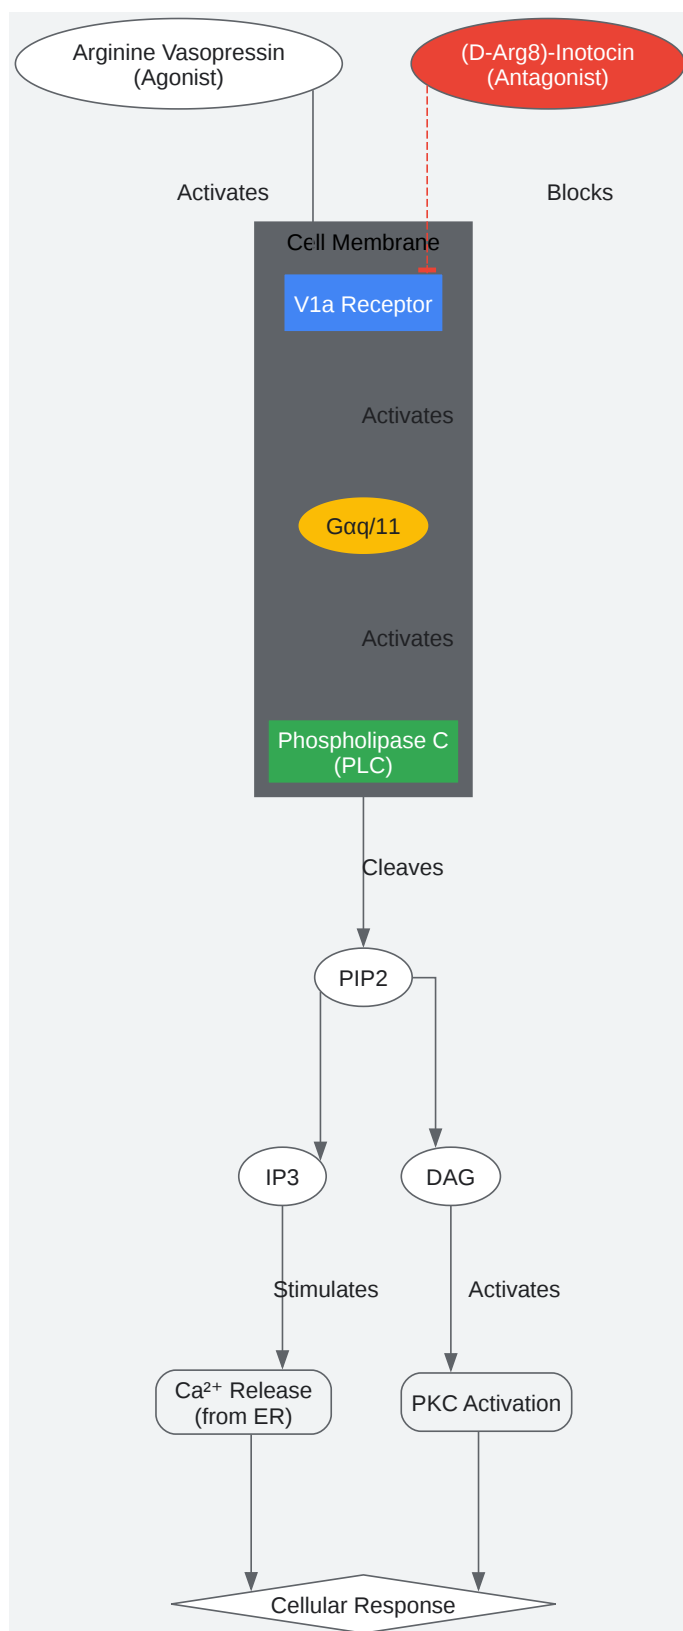 Arginine Vasopressin
(Agonist)
(D-Arg8)-Inotocin
(Antagonist)
Activates
Blocks
Cell Membrane
V1a Receptor
Activates
Gαq/11
Activates
Phospholipase C
(PLC)
Cleaves
PIP2
IP3
DAG
Stimulates
Activates
Ca²⁺ Release
(from ER)
PKC Activation
Cellular Response